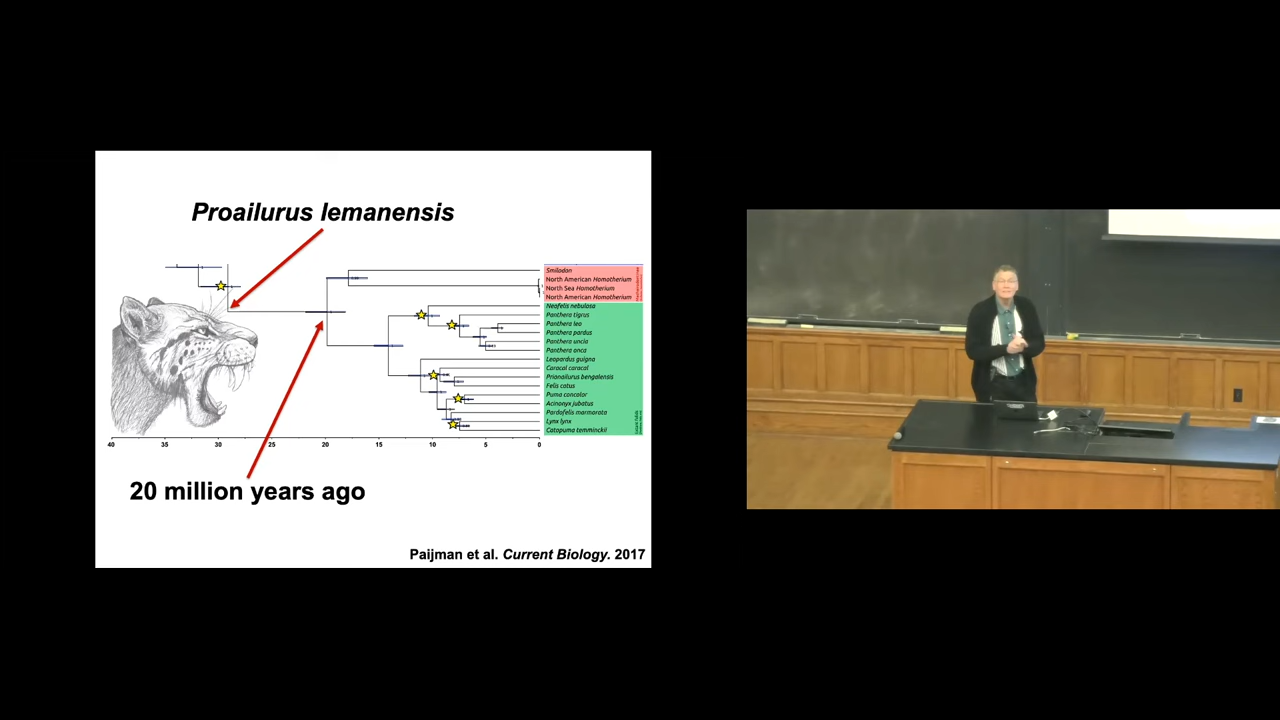 Proailurus lemanensis
Smilodon
North American Homotherium
North Sea Homotherium
North American Homotherium
Neofelis nebulosa
Panthera tigrus
Panthera leo
Panthera pardus
Panthera uncia
Panthera onca
Leopardus guigna
Caracal caracal
Prionailurus bengalensis
Felis catus
Puma concolor
Acinonyx jubatus
Pardofelis marmorata
Lynx lynx
Catopuma temminckii
40 35 30 25 20 15 10 5 0
20 million years ago
Paijman et al. Current Biology. 2017